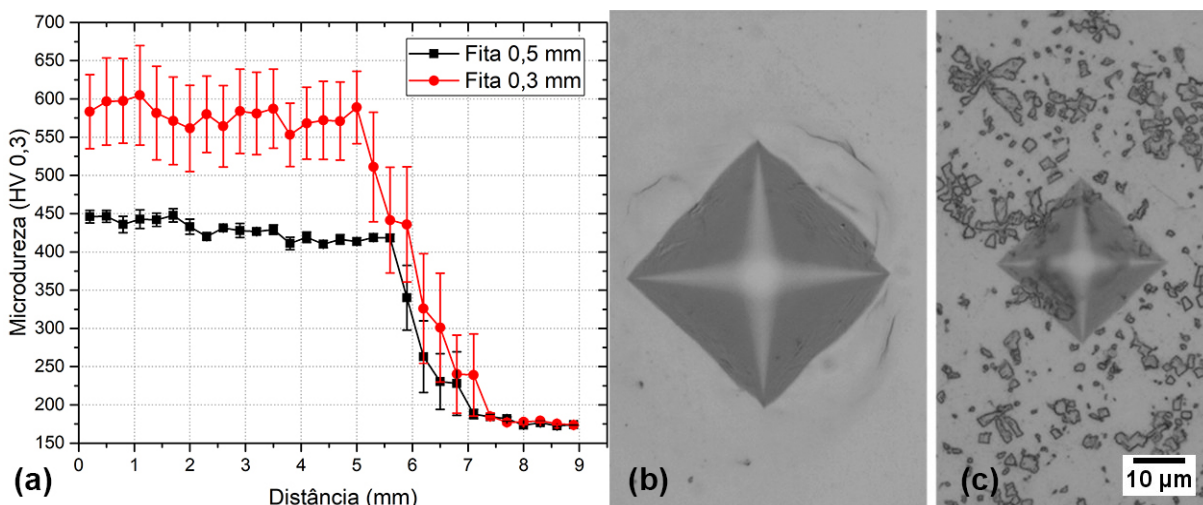 700
650
600
550
500
450
400
350
300
250
200
150
Microdureza (HV 0,3)
Fita 0,5 mm
Fita 0,3 mm
0 1 2 3 4 5 6 7 8 9
Distância (mm)
(a)
(b)
(c)
10 µm